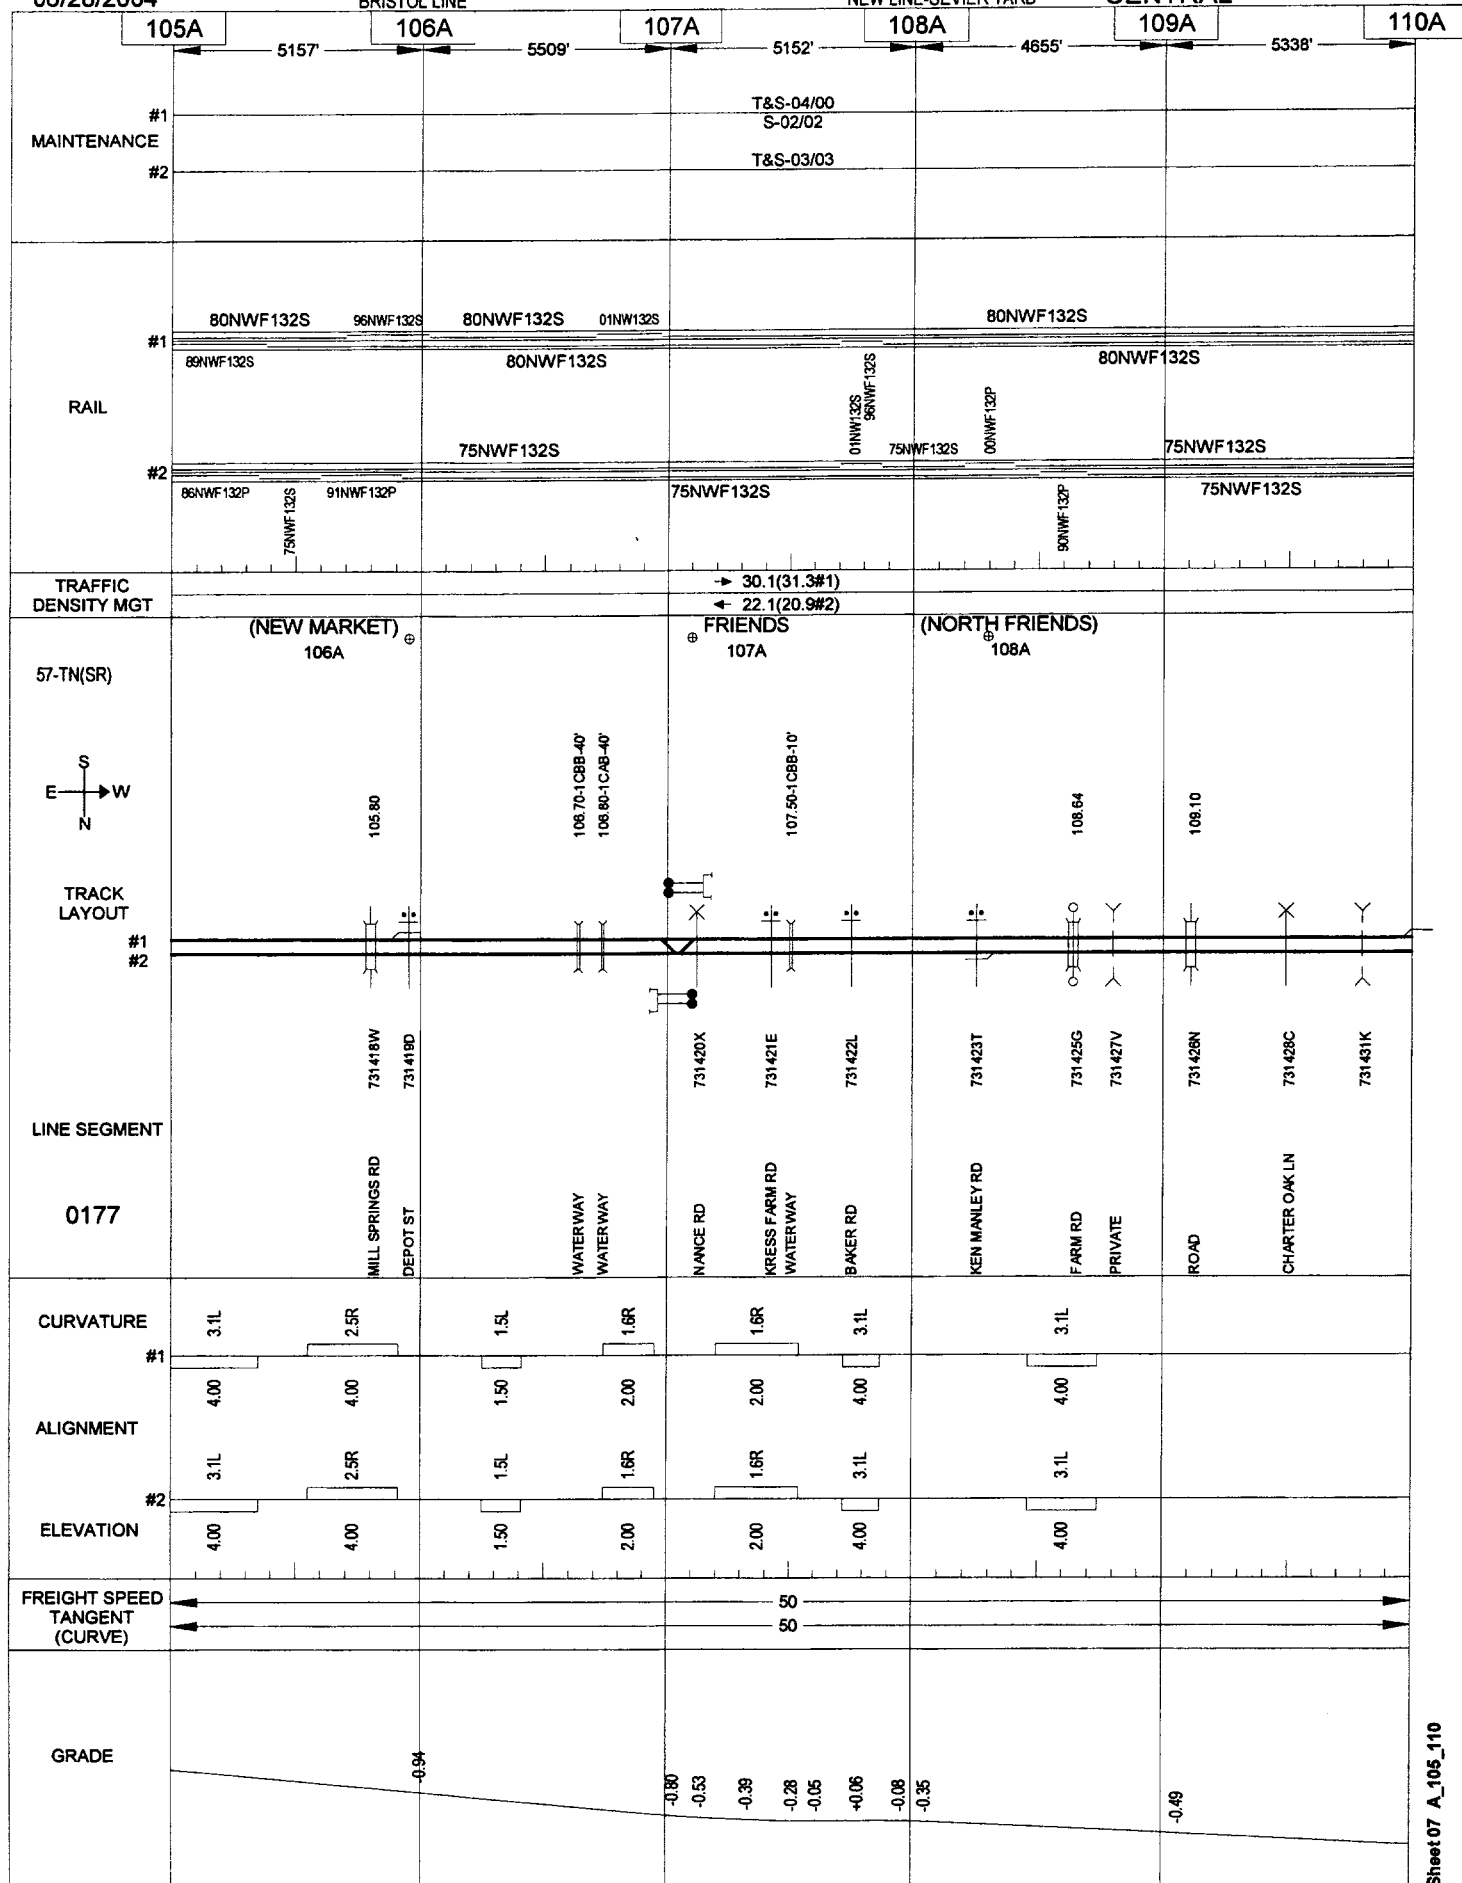 BRISTOL LINE
105A 106A 107A 108A 109A 110A
5157' 5509' 5152' 4655' 5338'
MAINTENANCE
#1
T&S-04/00
S-02/02
#2
T&S-03/03
RAIL
#1
80NWF132S 96NWF132S 80NWF132S 01NW132S 80NWF132S
89NWF132S 80NWF132S 80NWF132S
01NW132S
96NWF132S
00NWF132P
#2
75NWF132S 75NWF132S 75NWF132S
86NWF132P
75NWF132S
91NWF132P
75NWF132S
90NWF132P
75NWF132S
TRAFFIC
DENSITY MGT
30.1(31.3#1)
22.1(20.9#2)
(NEW MARKET)
106A
FRIENDS
107A
(NORTH FRIENDS)
108A
57-TN(SR)
S
E W
N
105.80
106.70-1CBB-40'
106.80-1CAB-40'
107.50-1CBB-10'
108.64
109.10
TRACK
LAYOUT
#1
#2
731418W
731419D
731420X
731421E
731422L
731423T
731425G
731427V
731426N
731428C
731431K
LINE SEGMENT
0177
MILL SPRINGS RD
DEPOT ST
WATERWAY
WATERWAY
NANCE RD
KRESS FARM RD
WATERWAY
BAKER RD
KEN MANLEY RD
FARM RD
PRIVATE
ROAD
CHARTER OAK LN
CURVATURE
3.1L 2.5R 1.5L 1.6R 1.6R 3.1L 3.1L
#1
4.00 4.00 1.50 2.00 2.00 4.00 4.00
ALIGNMENT
3.1L 2.5R 1.5L 1.6R 1.6R 3.1L 3.1L
#2
ELEVATION
4.00 4.00 1.50 2.00 2.00 4.00 4.00
FREIGHT SPEED
TANGENT
(CURVE)
50
50
GRADE
-0.94
-0.80
-0.53
-0.39
-0.28
-0.05
+0.06
-0.08
-0.35
-0.49
Sheet 07 A_105_110